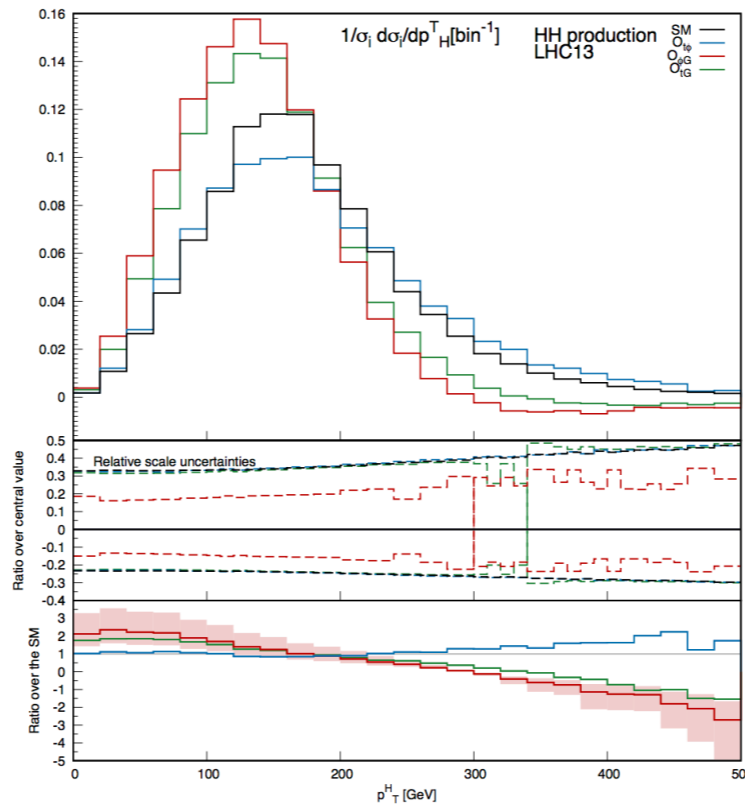 1/σi dσi/dpTH[bin-1]
HH production
LHC13
SM
Otφ
OφG
OtG
0.16
0.14
0.12
0.1
0.08
0.06
0.04
0.02
0
Ratio over central value
Relative scale uncertainties
0.5
0.4
0.3
0.2
0.1
0
-0.1
-0.2
-0.3
-0.4
Ratio over the SM
3
2
1
0
-1
-2
-3
-4
-5
0 100 200 300 400 50
pHT [GeV]